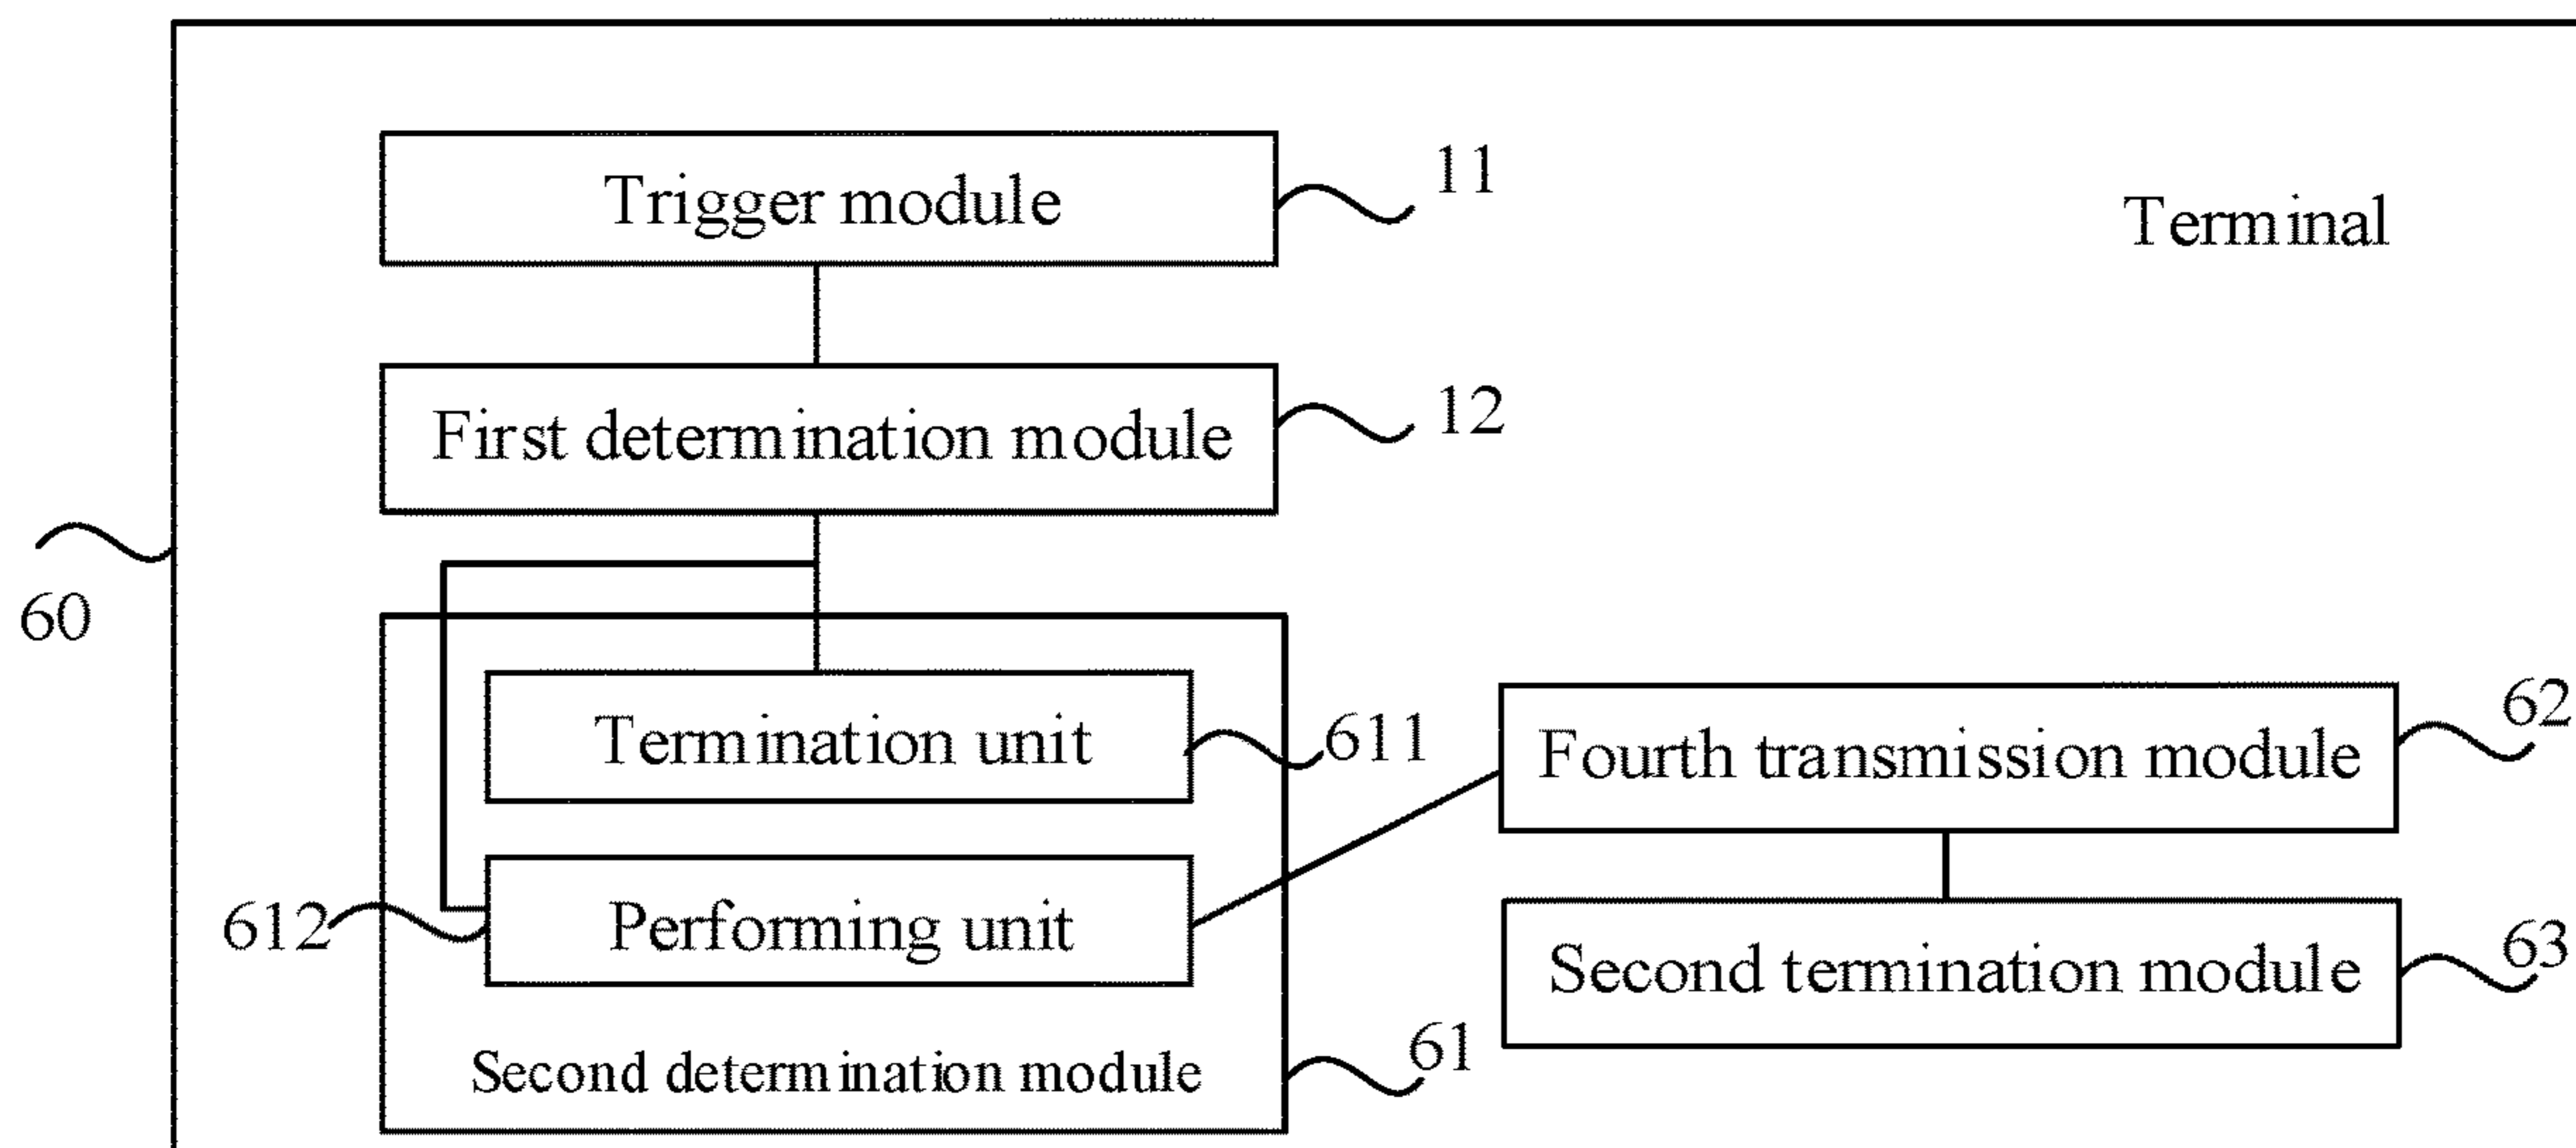 Trigger module
11
Terminal
First determination module
12
60
Termination unit
611
Fourth transmission module
62
612
Performing unit
Second termination module
63
Second determination module
61